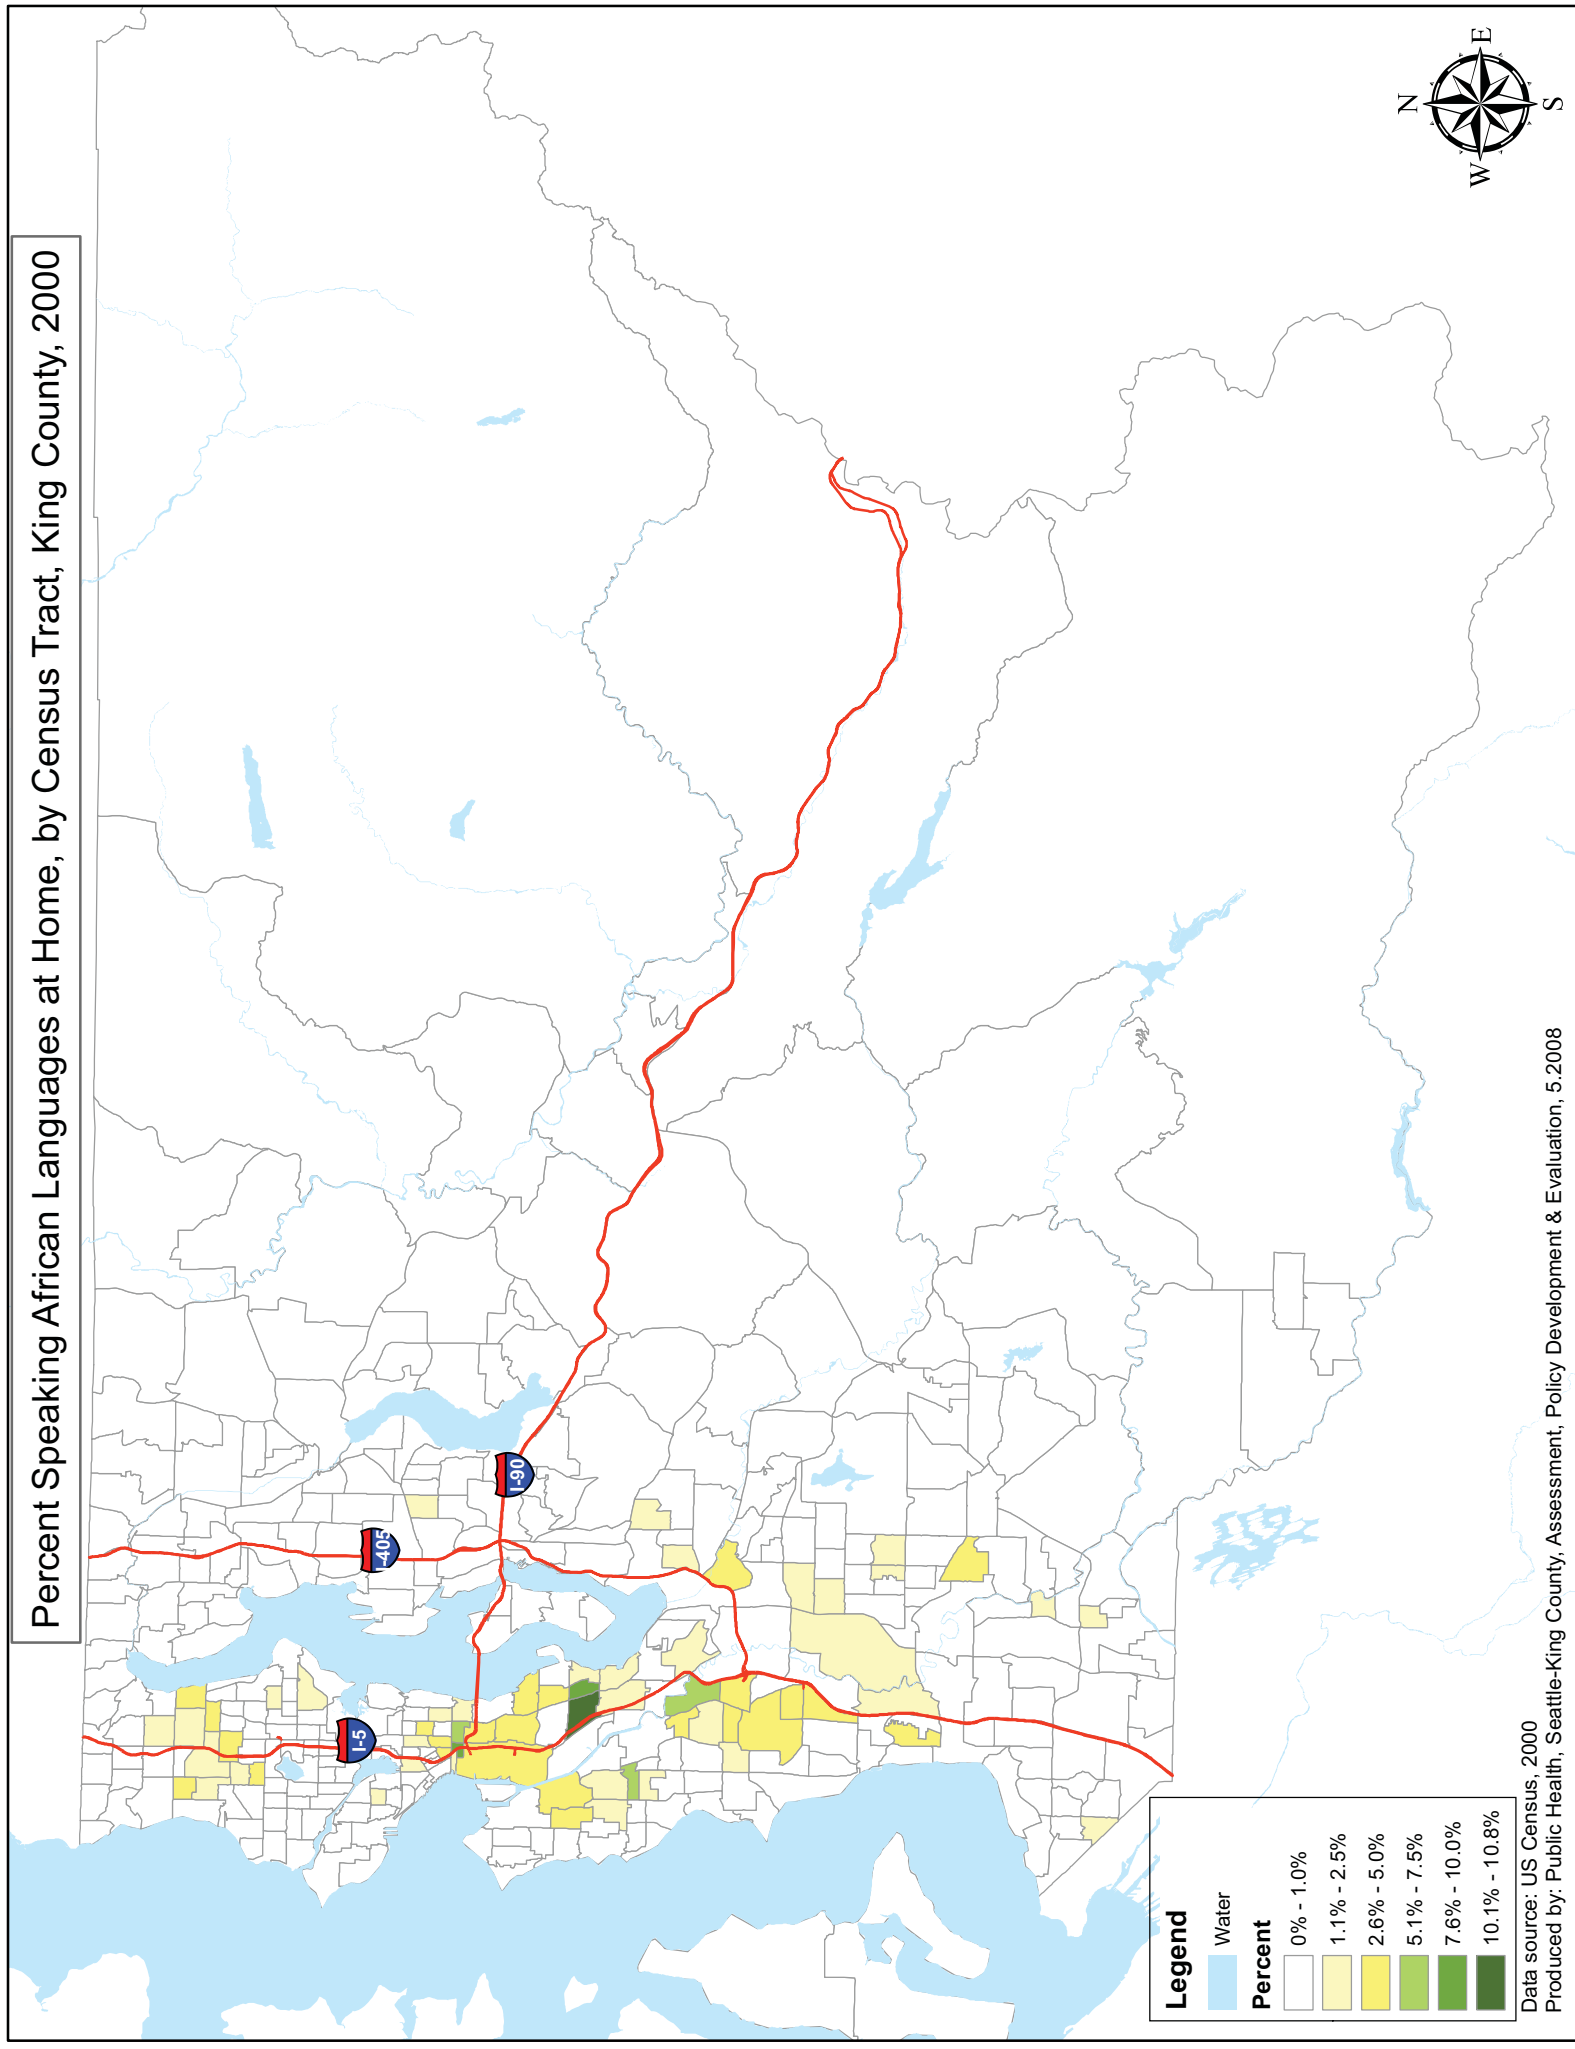 Percent Speaking African Languages at Home, by Census Tract, King County, 2000
N
W
E
S
I-5
I-405
I-90
Legend
Water
Percent
0% - 1.0%
1.1% - 2.5%
2.6% - 5.0%
5.1% - 7.5%
7.6% - 10.0%
10.1% - 10.8%
Data source: US Census, 2000
Produced by: Public Health, Seattle-King County, Assessment, Policy Development & Evaluation, 5.2008